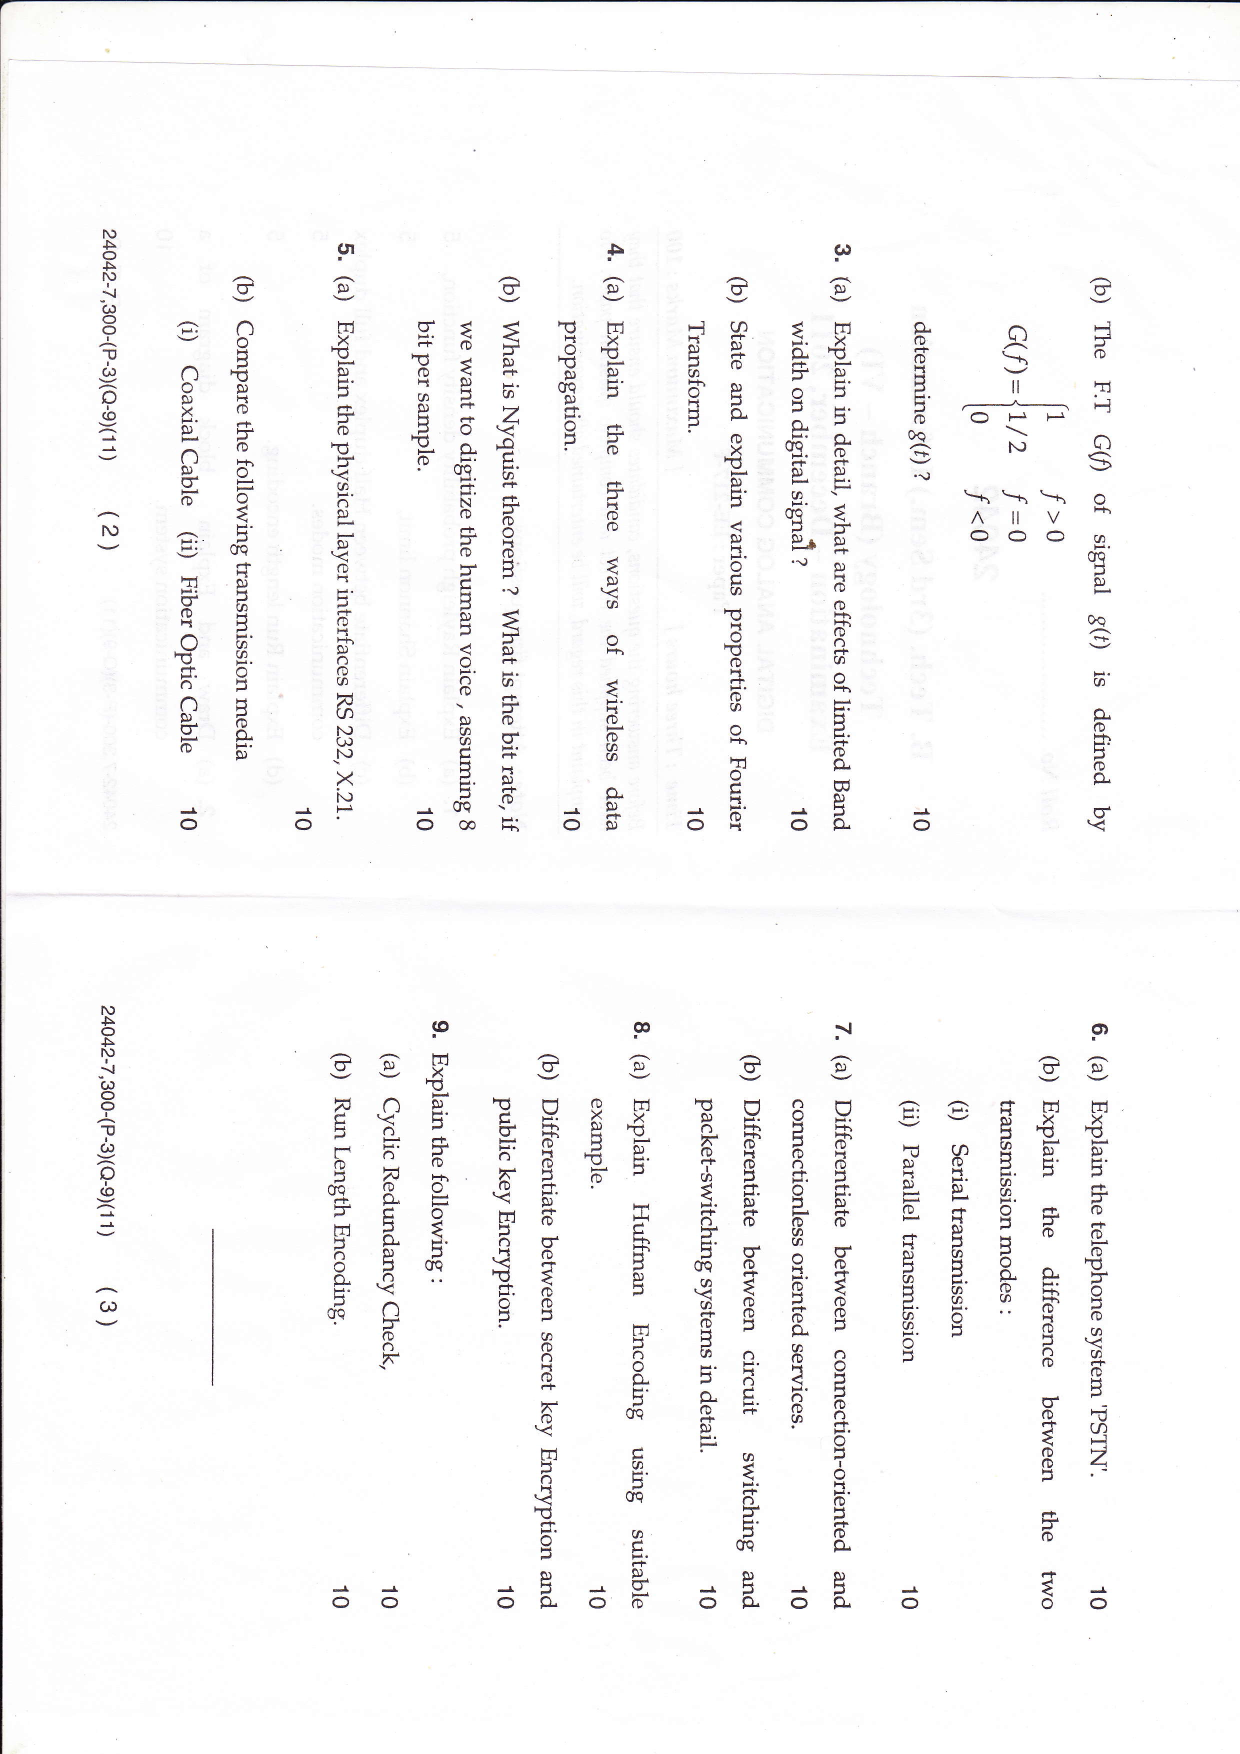 (b) The F.T G(f) of signal g(t) is defined by
G(f) = { 1 f > 0
1/2 f = 0
0 f < 0
determine g(t) ? 10
3. (a) Explain in detail, what are effects of limited Band
width on digital signal ? 10
(b) State and explain various properties of Fourier
Transform. 10
4. (a) Explain the three ways of wireless data
propagation. 10
(b) What is Nyquist theorem ? What is the bit rate, if
we want to digitize the human voice , assuming 8
bit per sample. 10
5. (a) Explain the physical layer interfaces RS 232, X.21.
10
(b) Compare the following transmission media
(i) Coaxial Cable (ii) Fiber Optic Cable 10
24042-7,300-(P-3)(Q-9)(11) ( 2 )
6. (a) Explain the telephone system 'PSTN'. 10
(b) Explain the difference between the two
transmission modes :
(i) Serial transmission
(ii) Parallel transmission 10
7. (a) Differentiate between connection-oriented and
connectionless oriented services. 10
(b) Differentiate between circuit switching and
packet-switching systems in detail. 10
8. (a) Explain Huffman Encoding using suitable
example. 10
(b) Differentiate between secret key Encryption and
public key Encryption. 10
9. Explain the following :
(a) Cyclic Redundancy Check, 10
(b) Run Length Encoding. 10
24042-7,300-(P-3)(Q-9)(11) ( 3 )